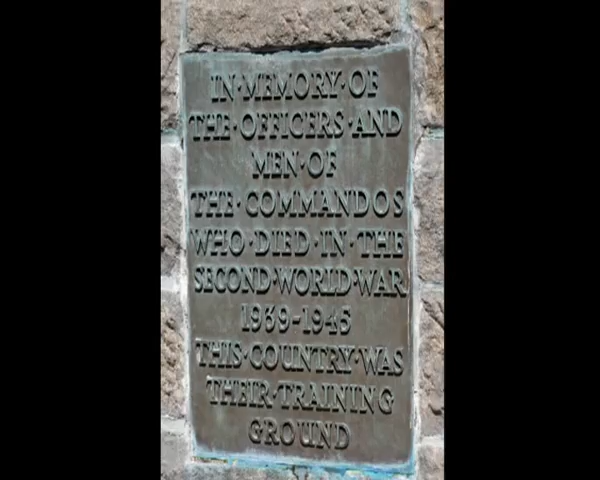 IN·MEMORY·OF
THE·OFFICERS·AND
MEN·OF
THE·COMMANDOS
WHO·DIED·IN·THE
SECOND·WORLD·WAR
1939-1945
THIS·COUNTRY·WAS
THEIR·TRAINING
GROUND